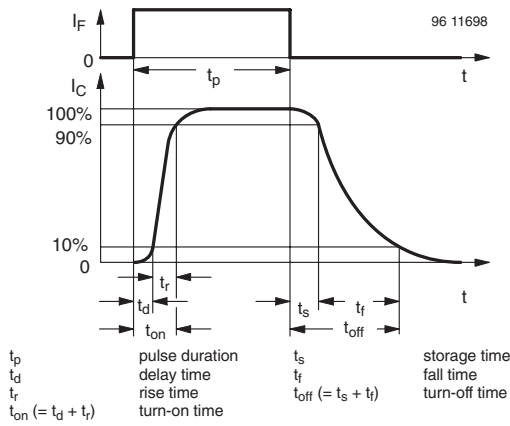 I_F
96 11698
0
t_p
t
I_C
100%
90%
10%
0
t_r
t_d
t_s
t_f
t
t_on
t_off
t_p pulse duration t_s storage time
t_d delay time t_f fall time
t_r rise time t_off (= t_s + t_f) turn-off time
t_on (= t_d + t_r) turn-on time